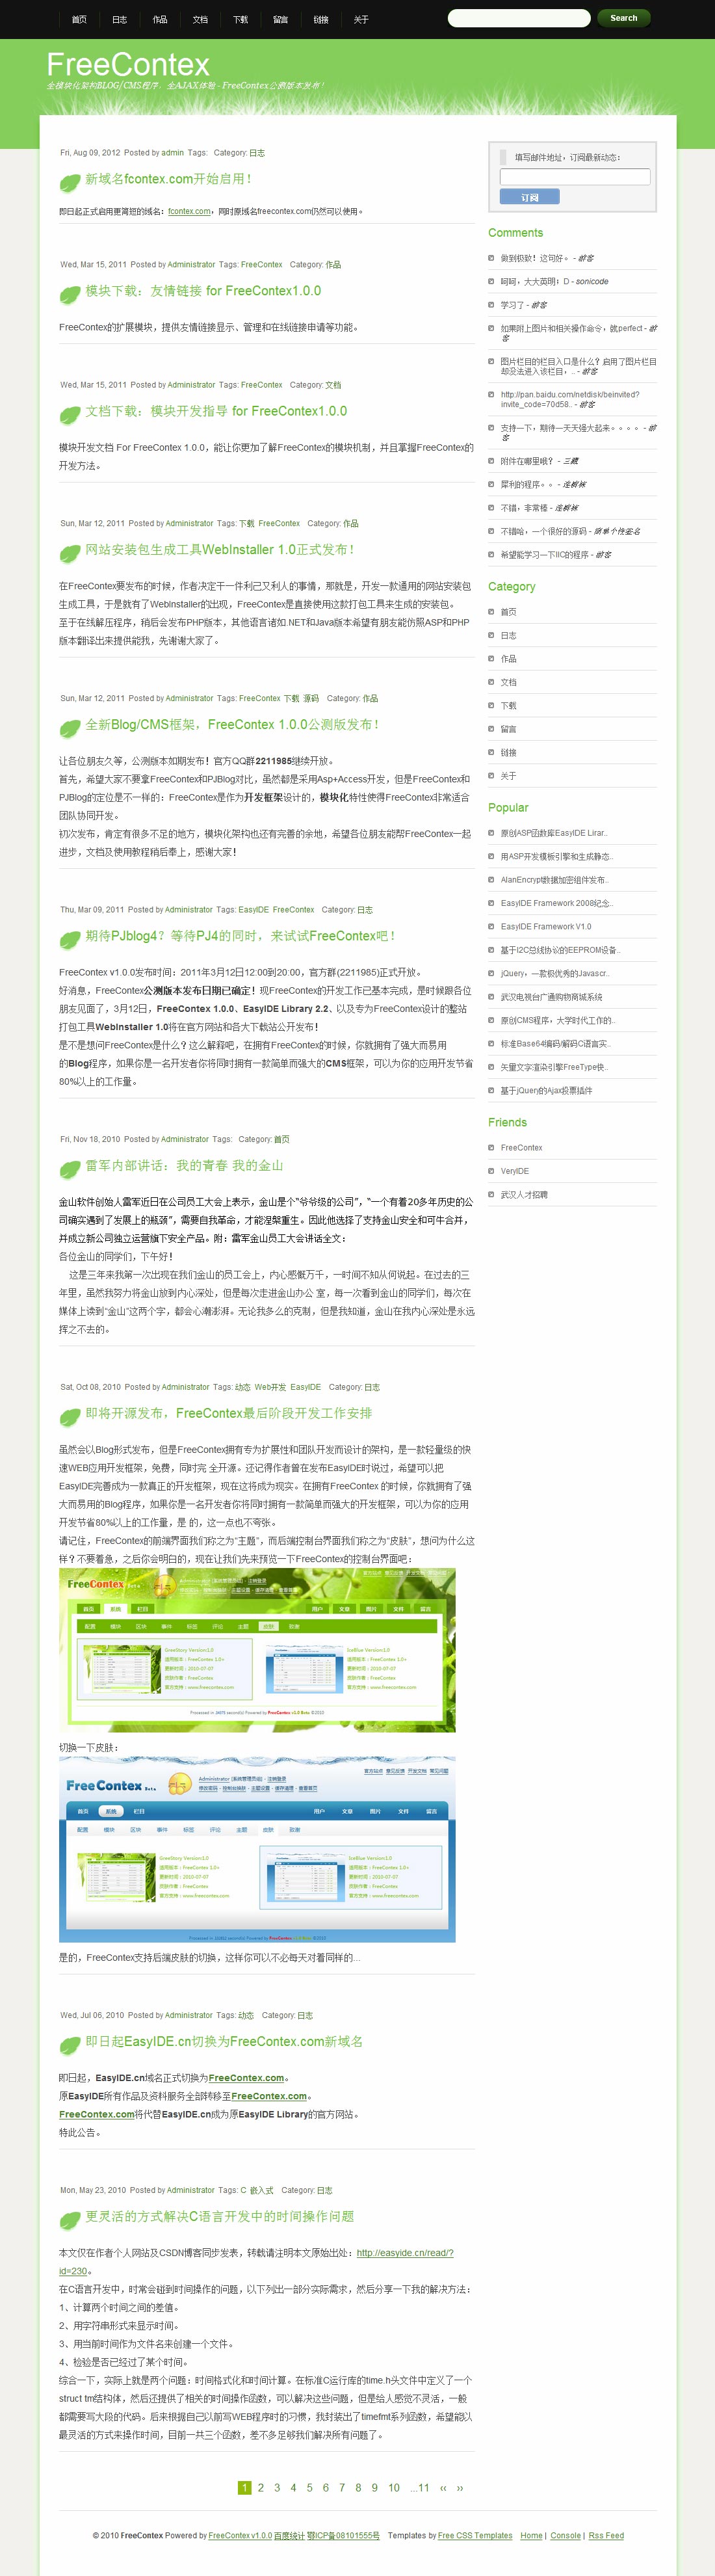 首页 日志 作品 文档 下载 留言 链接 关于 Search
FreeContex
全模块化架构BLOG/CMS程序，全AJAX体验 - FreeContex公测版本发布！
Fri, Aug 09, 2012 Posted by admin Tags: Category: 日志
新域名fcontex.com开始启用！
即日起正式启用更简短的域名：fcontex.com，同时原域名freecontex.com仍然可以使用。
Wed, Mar 15, 2011 Posted by Administrator Tags: FreeContex Category: 作品
模块下载：友情链接 for FreeContex1.0.0
FreeContex的扩展模块，提供友情链接显示、管理和在线链接申请等功能。
Wed, Mar 15, 2011 Posted by Administrator Tags: FreeContex Category: 文档
文档下载：模块开发指导 for FreeContex1.0.0
模块开发文档 For FreeContex 1.0.0，能让你更加了解FreeContex的模块机制，并且掌握FreeContex的
开发方法。
Sun, Mar 12, 2011 Posted by Administrator Tags: 下载 FreeContex Category: 作品
网站安装包生成工具WebInstaller 1.0正式发布！
在FreeContex要发布的时候，作者决定干一件利己又利人的事情，那就是，开发一款通用的网站安装包
生成工具，于是就有了WebInstaller的出现，FreeContex是直接使用这款打包工具来生成的安装包。
至于在线解压程序，稍后会发布PHP版本，其他语言诸如.NET和Java版本希望有朋友能仿照ASP和PHP
版本翻译出来提供能我，先谢谢大家了。
Sun, Mar 12, 2011 Posted by Administrator Tags: FreeContex 下载 源码 Category: 作品
全新Blog/CMS框架，FreeContex 1.0.0公测版发布！
让各位朋友久等，公测版本如期发布！官方QQ群2211985继续开放。
首先，希望大家不要拿FreeContex和PJBlog对比，虽然都是采用Asp+Access开发，但是FreeContex和
PJBlog的定位是不一样的：FreeContex是作为开发框架设计的，模块化特性使得FreeContex非常适合
团队协同开发。
初次发布，肯定有很多不足的地方，模块化架构也还有完善的余地，希望各位朋友能帮FreeContex一起
进步，文档及使用教程稍后奉上，感谢大家！
Thu, Mar 09, 2011 Posted by Administrator Tags: EasyIDE FreeContex Category: 日志
期待PJblog4？等待PJ4的同时，来试试FreeContex吧！
FreeContex v1.0.0发布时间：2011年3月12日12:00到20:00，官方群(2211985)正式开放。
好消息，FreeContex公测版本发布日期已确定！现FreeContex的开发工作已基本完成，是时候跟各位
朋友见面了，3月12日，FreeContex 1.0.0、EasyIDE Library 2.2、以及专为FreeContex设计的整站
打包工具WebInstaller 1.0将在官方网站和各大下载站公开发布！
是不是想问FreeContex是什么？这么解释吧，在拥有FreeContex的时候，你就拥有了强大而易用
的Blog程序，如果你是一名开发者你将同时拥有一款简单而强大的CMS框架，可以为你的应用开发节省
80%以上的工作量。
Fri, Nov 18, 2010 Posted by Administrator Tags: Category: 首页
雷军内部讲话：我的青春 我的金山
金山软件创始人雷军近日在公司员工大会上表示，金山是个“爷爷级的公司”，“一个有着20多年历史的公
司确实遇到了发展上的瓶颈”，需要自我革命，才能涅槃重生。因此他选择了支持金山安全和可牛合并，
并成立新公司独立运营旗下安全产品。附：雷军金山员工大会讲话全文：
各位金山的同学们，下午好！
这是三年来我第一次出现在我们金山的员工会上，内心感慨万千，一时间不知从何说起。在过去的三
年里，虽然我努力将金山放到内心深处，但是每次走进金山办公 室，每一次看到金山的同学们，每次在
媒体上读到“金山”这两个字，都会心潮澎湃。无论我多么的克制，但是我知道，金山在我内心深处是永远
挥之不去的。
Sat, Oct 08, 2010 Posted by Administrator Tags: 动态 Web开发 EasyIDE Category: 日志
即将开源发布，FreeContex最后阶段开发工作安排
虽然会以Blog形式发布，但是FreeContex拥有专为扩展性和团队开发而设计的架构，是一款轻量级的快
速WEB应用开发框架，免费，同时完 全开源。还记得作者曾在发布EasyIDE时说过，希望可以把
EasyIDE完善成为一款真正的开发框架，现在这将成为现实。在拥有FreeContex 的时候，你就拥有了强
大而易用的Blog程序，如果你是一名开发者你将同时拥有一款简单而强大的开发框架，可以为你的应用
开发节省80%以上的工作量，是 的，这一点也不夸张。
请记住，FreeContex的前端界面我们称之为“主题”，而后端控制台界面我们称之为“皮肤”，想问为什么这
样？不要着急，之后你会明白的，现在让我们先来预览一下FreeContex的控制台界面吧：
FreeContex Beta
首页 系统 栏目 用户 文章 图片 文件 留言
配置 模块 区块 事件 标签 评论 主题 皮肤 数据
切换一下皮肤：
FreeContex Beta
首页 系统 栏目 用户 文章 图片 文件 留言
配置 模块 区块 事件 标签 评论 主题 皮肤 数据
是的，FreeContex支持后端皮肤的切换，这样你可以不必每天对着同样的...
Wed, Jul 06, 2010 Posted by Administrator Tags: 动态 Category: 日志
即日起EasyIDE.cn切换为FreeContex.com新域名
即日起，EasyIDE.cn域名正式切换为FreeContex.com。
原EasyIDE所有作品及资料服务全部转移至FreeContex.com。
FreeContex.com将代替EasyIDE.cn成为原EasyIDE Library的官方网站。
特此公告。
Mon, May 23, 2010 Posted by Administrator Tags: C 嵌入式 Category: 日志
更灵活的方式解决C语言开发中的时间操作问题
本文仅在作者个人网站及CSDN博客同步发表，转载请注明本文原始出处：http://easyide.cn/read/?
id=230。
在C语言开发中，时常会碰到时间操作的问题，以下列出一部分实际需求，然后分享一下我的解决方法：
1、计算两个时间之间的差值。
2、用字符串形式来显示时间。
3、用当前时间作为文件名来创建一个文件。
4、检验是否已经过了某个时间。
综合一下，实际上就是两个问题：时间格式化和时间计算。在标准C运行库的time.h头文件中定义了一个
struct tm结构体，然后还提供了相关的时间操作函数，可以解决这些问题，但是给人感觉不灵活，一般
都需要写大段的代码。后来根据自己以前写WEB程序时的习惯，我封装出了timefmt系列函数，希望能以
最灵活的方式来操作时间，目前一共三个函数，差不多足够我们解决所有问题了。
1 2 3 4 5 6 7 8 9 10 ...11 ‹‹ ››
填写邮件地址，订阅最新动态：
订阅
Comments
做到极致！这句好。 - 游客
呵呵，大大英明！D - sonicode
学习了 - 游客
如果附上图片和相关操作命令，就perfect - 游
客
图片栏目的栏目入口是什么？启用了图片栏目
却没法进入该栏目，.. - 游客
http://pan.baidu.com/netdisk/beinvited?
invite_code=70d58.. - 游客
支持一下，期待一天天强大起来。。。。 - 游
客
附件在哪里哦？ - 三藏
犀利的程序。。 - 连裤袜
不错，非常棒 - 连裤袜
不错哈，一个很好的源码 - 简单个性签名
希望能学习一下IIC的程序 - 游客
Category
首页
日志
作品
文档
下载
留言
链接
关于
Popular
原创ASP函数库EasyIDE Lirar..
用ASP开发模板引擎和生成静态..
AlanEncrypt数据加密组件发布..
EasyIDE Framework 2008纪念..
EasyIDE Framework V1.0
基于I2C总线协议的EEPROM设备..
jQuery，一款极优秀的Javascr..
武汉电视台广通购物商城系统
原创CMS程序，大学时代工作的..
标准Base64编码/解码C语言实..
矢量文字渲染引擎FreeType快..
基于jQuery的Ajax投票插件
Friends
FreeContex
VeryIDE
武汉人才招聘
© 2010 FreeContex Powered by FreeContex v1.0.0 百度统计 鄂ICP备08101555号 Templates by Free CSS Templates Home | Console | Rss Feed